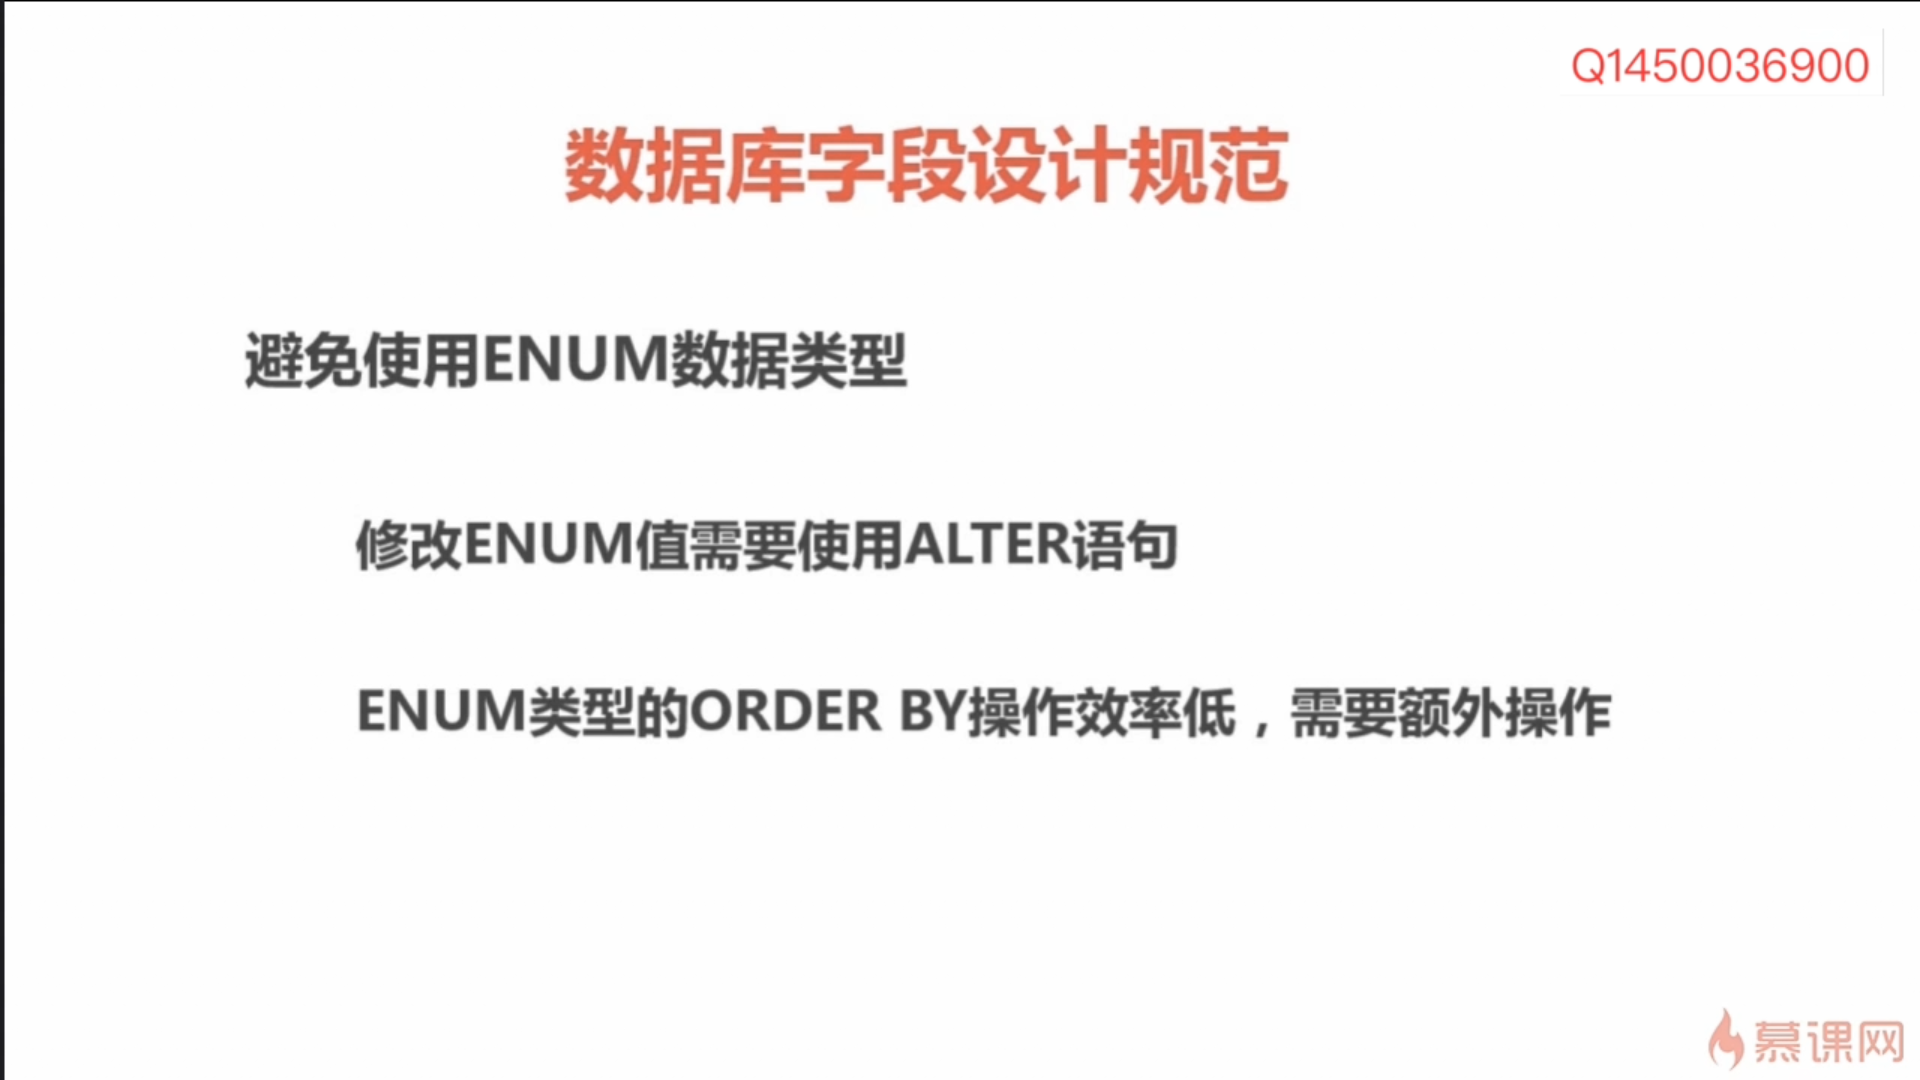 Q1450036900
数据库字段设计规范
避免使用ENUM数据类型
修改ENUM值需要使用ALTER语句
ENUM类型的ORDER BY操作效率低，需要额外操作
慕课网